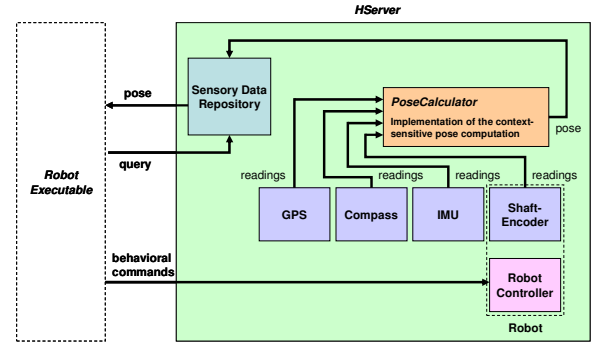 HServer
Sensory Data
Repository
pose
PoseCalculator
Implementation of the context-
sensitive pose computation
pose
query
Robot
Executable
readings
readings
readings
readings
GPS
Compass
IMU
Shaft-
Encoder
behavioral
commands
Robot
Controller
Robot